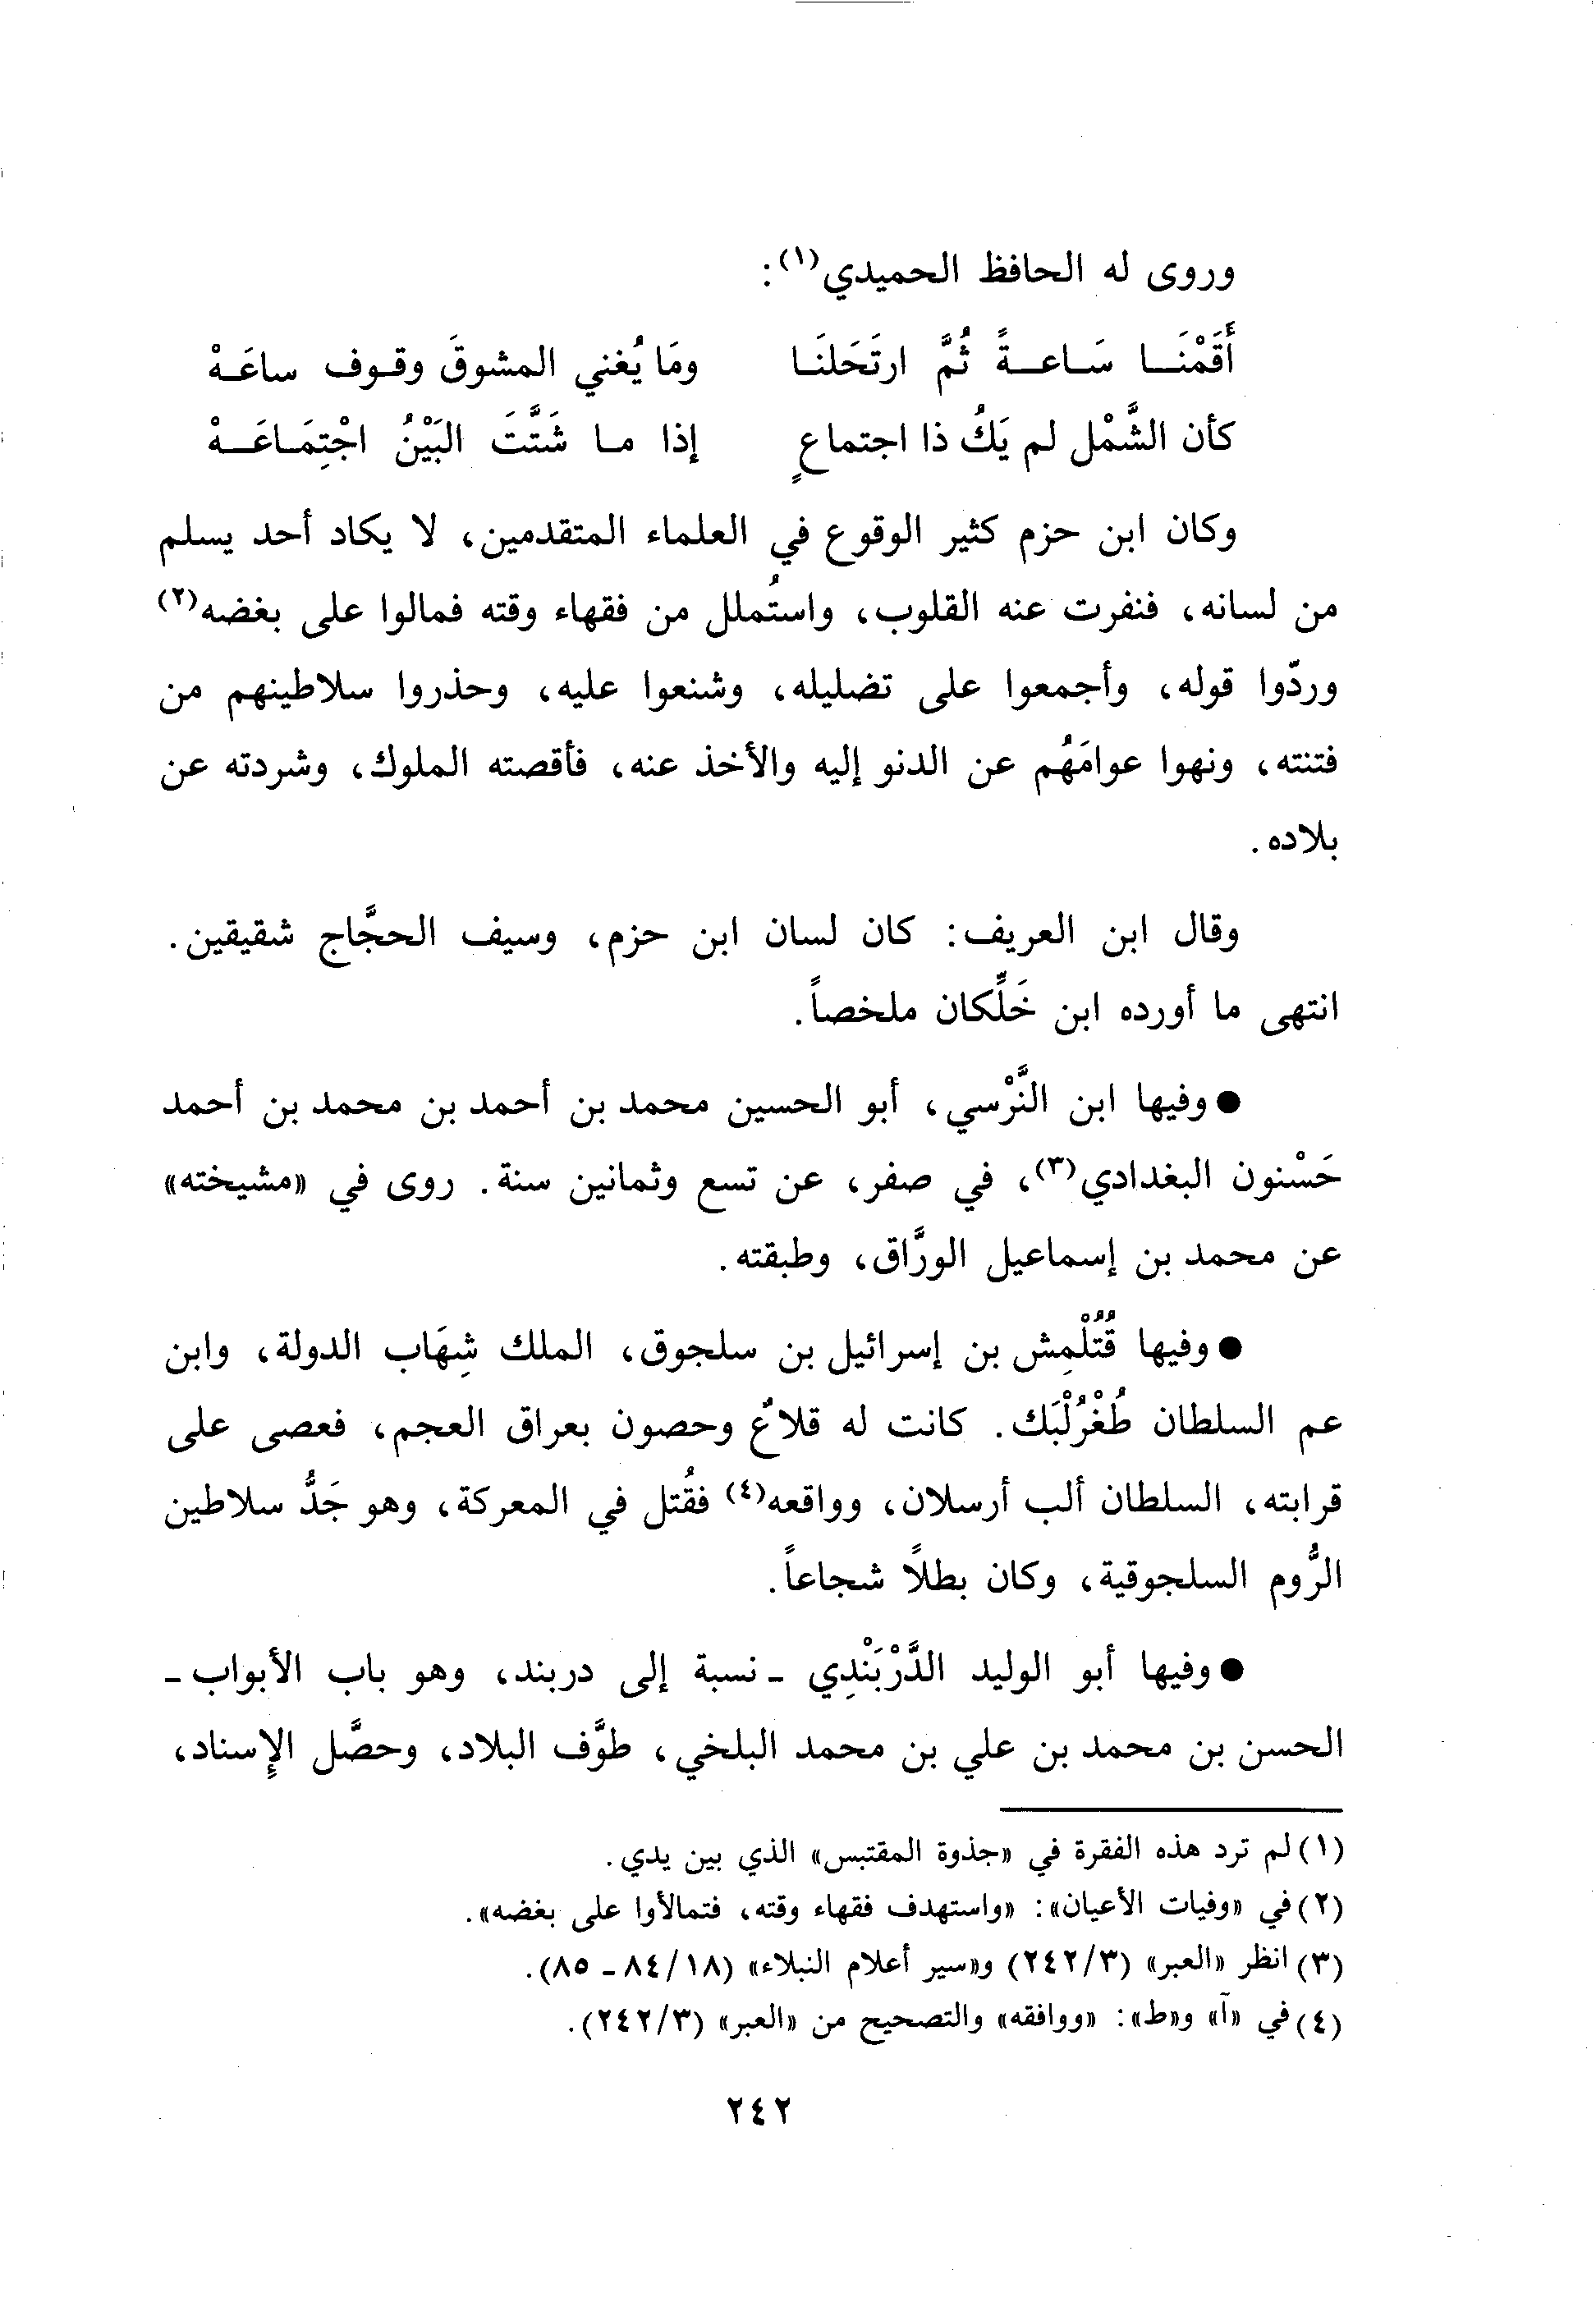 وروى له الحافظ الحميدي(١):
أَقَمْنَا سَاعةً ثُمَّ ارتَحَلنَا ومَا يُغني المشوقَ وقوف ساعَهْ
كأن الشَّمْل لم يَكُ ذا اجتماعٍ إذا ما شَتَّتَ البَيْنُ اجْتِمَاعَهْ
وكان ابن حزم كثير الوقوع في العلماء المتقدمين، لا يكاد أحد يسلم
من لسانه، فنفرت عنه القلوب، واستُملل من فقهاء وقته فمالوا على بغضه(٢)
وردّوا قوله، وأجمعوا على تضليله، وشنعوا عليه، وحذروا سلاطينهم من
فتنته، ونهوا عوامَهُم عن الدنو إليه والأخذ عنه، فأقصته الملوك، وشردته عن
بلاده.
وقال ابن العريف: كان لسان ابن حزم، وسيف الحجَّاج شقيقين.
انتهى ما أورده ابن خَلِّكان ملخصاً.
● وفيها ابن النَّرْسي، أبو الحسين محمد بن أحمد بن محمد بن أحمد
حَسْنون البغدادي(٣)، في صفر، عن تسع وثمانين سنة. روى في «مشيخته»
عن محمد بن إسماعيل الورَّاق، وطبقته.
● وفيها قُتُلْمِش بن إسرائيل بن سلجوق، الملك شِهَاب الدولة، وابن
عم السلطان طُغْرُلْبَك. كانت له قلاعٌ وحصون بعراق العجم، فعصى على
قرابته، السلطان ألب أرسلان، وواقعه(٤) فقُتل في المعركة، وهو جَدُّ سلاطين
الرُّوم السلجوقية، وكان بطلاً شجاعاً.
● وفيها أبو الوليد الدَّرْبَنْدِي - نسبة إلى دربند، وهو باب الأبواب -
الحسن بن محمد بن علي بن محمد البلخي، طوَّف البلاد، وحصَّل الإسناد،
(١) لم ترد هذه الفقرة في «جذوة المقتبس» الذي بين يدي.
(٢) في «وفيات الأعيان»: «واستهدف فقهاء وقته، فتمالأوا على بغضه».
(٣) انظر «العبر» (٢٤٢/٣) و«سير أعلام النبلاء» (٨٤/١٨ - ٨٥).
(٤) في «آ» و«ط»: «ووافقه» والتصحيح من «العبر» (٢٤٢/٣).
٢٤٢